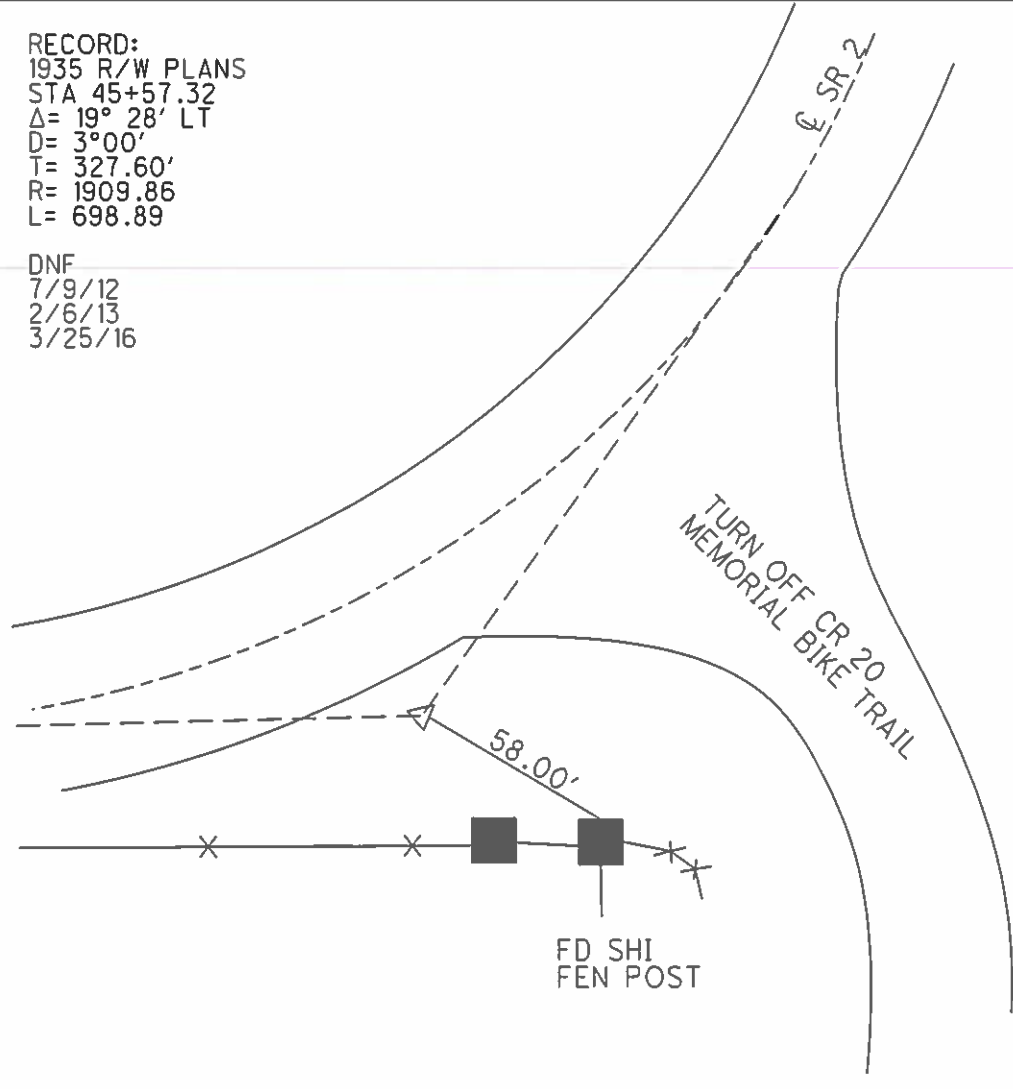 RECORD:
1935 R/W PLANS
STA 45+57.32
Δ= 19° 28' LT
D= 3°00'
T= 327.60'
R= 1909.86
L= 698.89
DNF
7/9/12
2/6/13
3/25/16
℄ SR 2
TURN OFF CR 20
MEMORIAL BIKE TRAIL
58.00'
FD SHI
FEN POST